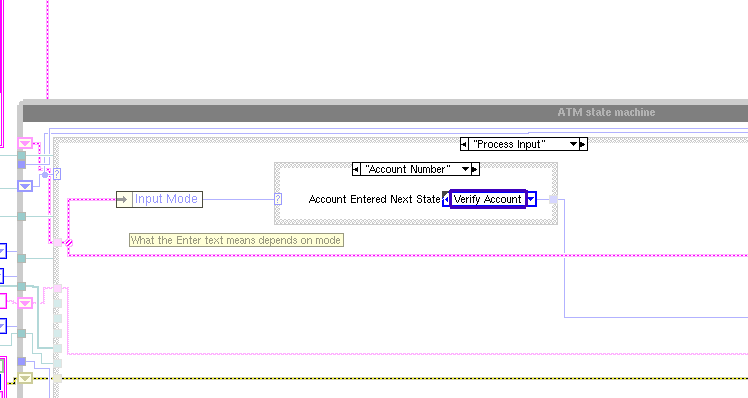 ATM state machine
"Process Input"
"Account Number"
Input Mode
?
?
Account Entered Next State
Verify Account
What the Enter text means depends on mode